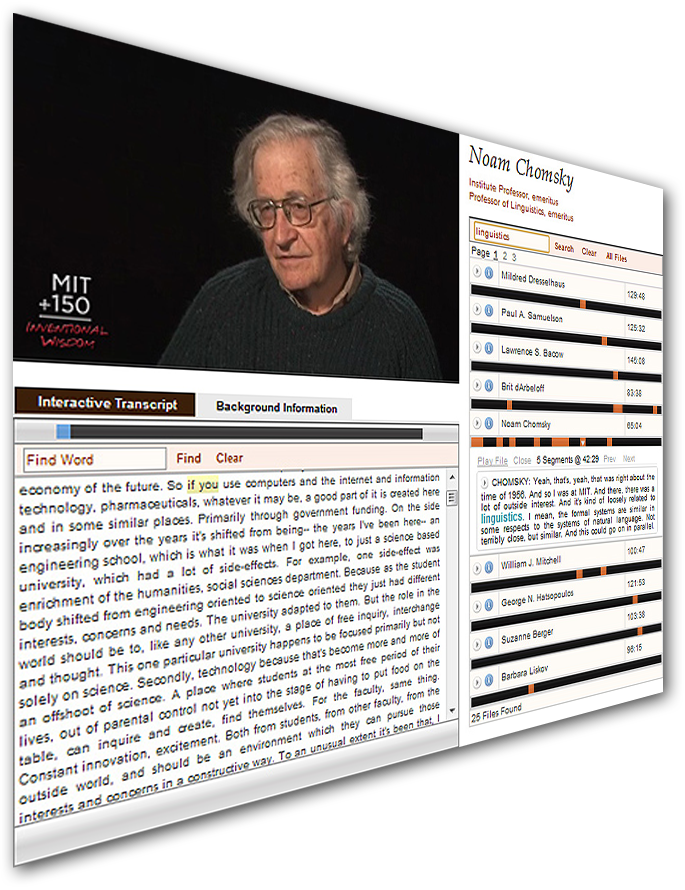 MIT
+150
INVENTIONAL
WISDOM
Interactive Transcript Background Information
Find Word Find Clear
economy of the future. So if you use computers and the internet and information
technology, pharmaceuticals, whatever it may be, a good part of it is created here
and in some similar places. Primarily through government funding. On the side
increasingly over the years it's shifted from being-- the years I've been here-- an
engineering school, which is what it was when I got here, to just a science based
university, which had a lot of side-effects. For example, one side-effect was
enrichment of the humanities, social sciences department. Because as the student
body shifted from engineering oriented to science oriented they just had different
interests, concerns and needs. The university adapted to them. But the role in the
world should be to, like any other university, a place of free inquiry, interchange
and thought. This one particular university happens to be focused primarily but not
solely on science. Secondly, technology because that's become more and more of
an offshoot of science. A place where students at the most free period of their
lives, out of parental control not yet into the stage of having to put food on the
table, can inquire and create, find themselves. For the faculty, same thing.
Constant innovation, excitement. Both from students, from other faculty, from the
outside world, and should be an environment which they can pursue those
interests and concerns in a constructive way. To an unusual extent it's been that, I
Noam Chomsky
Institute Professor, emeritus
Professor of Linguistics, emeritus
linguistics Search Clear All Files
Page 1 2 3
Mildred Dresselhaus 129:48
Paul A. Samuelson 125:32
Lawrence S. Bacow 145:08
Brit dArbeloff 83:38
Noam Chomsky 65:04
Play File Close 5 Segments @ 42:29 Prev Next
CHOMSKY: Yeah, that's, yeah, that was right about the
time of 1956. And so I was at MIT. And there, there was a
lot of outside interest. And it's kind of loosely related to
linguistics. I mean, the formal systems are similar in
some respects to the systems of natural language. Not
terribly close, but similar. And this could go on in parallel.
William J. Mitchell 100:47
George N. Hatsopoulos 121:53
Suzanne Berger 103:38
Barbara Liskov 96:15
25 Files Found